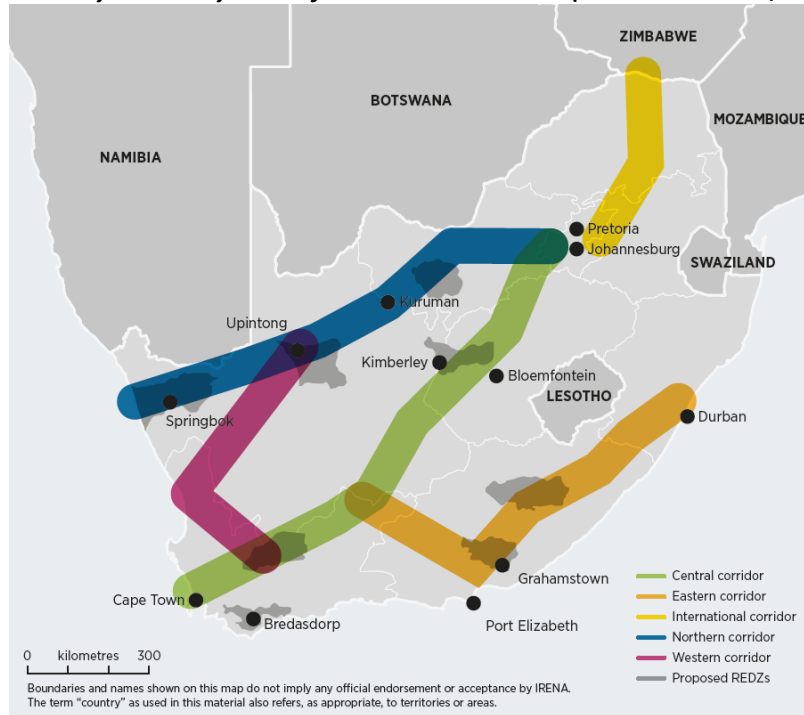 ZIMBABWE
BOTSWANA
MOZAMBIQUE
NAMIBIA
Pretoria
Johannesburg
SWAZILAND
Kuruman
Upintong
Kimberley
Bloemfontein
LESOTHO
Springbok
Durban
Grahamstown
Cape Town
Bredasdorp
Port Elizabeth
Central corridor
Eastern corridor
International corridor
Northern corridor
Western corridor
Proposed REDZs
0 kilometres 300
Boundaries and names shown on this map do not imply any official endorsement or acceptance by IRENA.
The term “country” as used in this material also refers, as appropriate, to territories or areas.